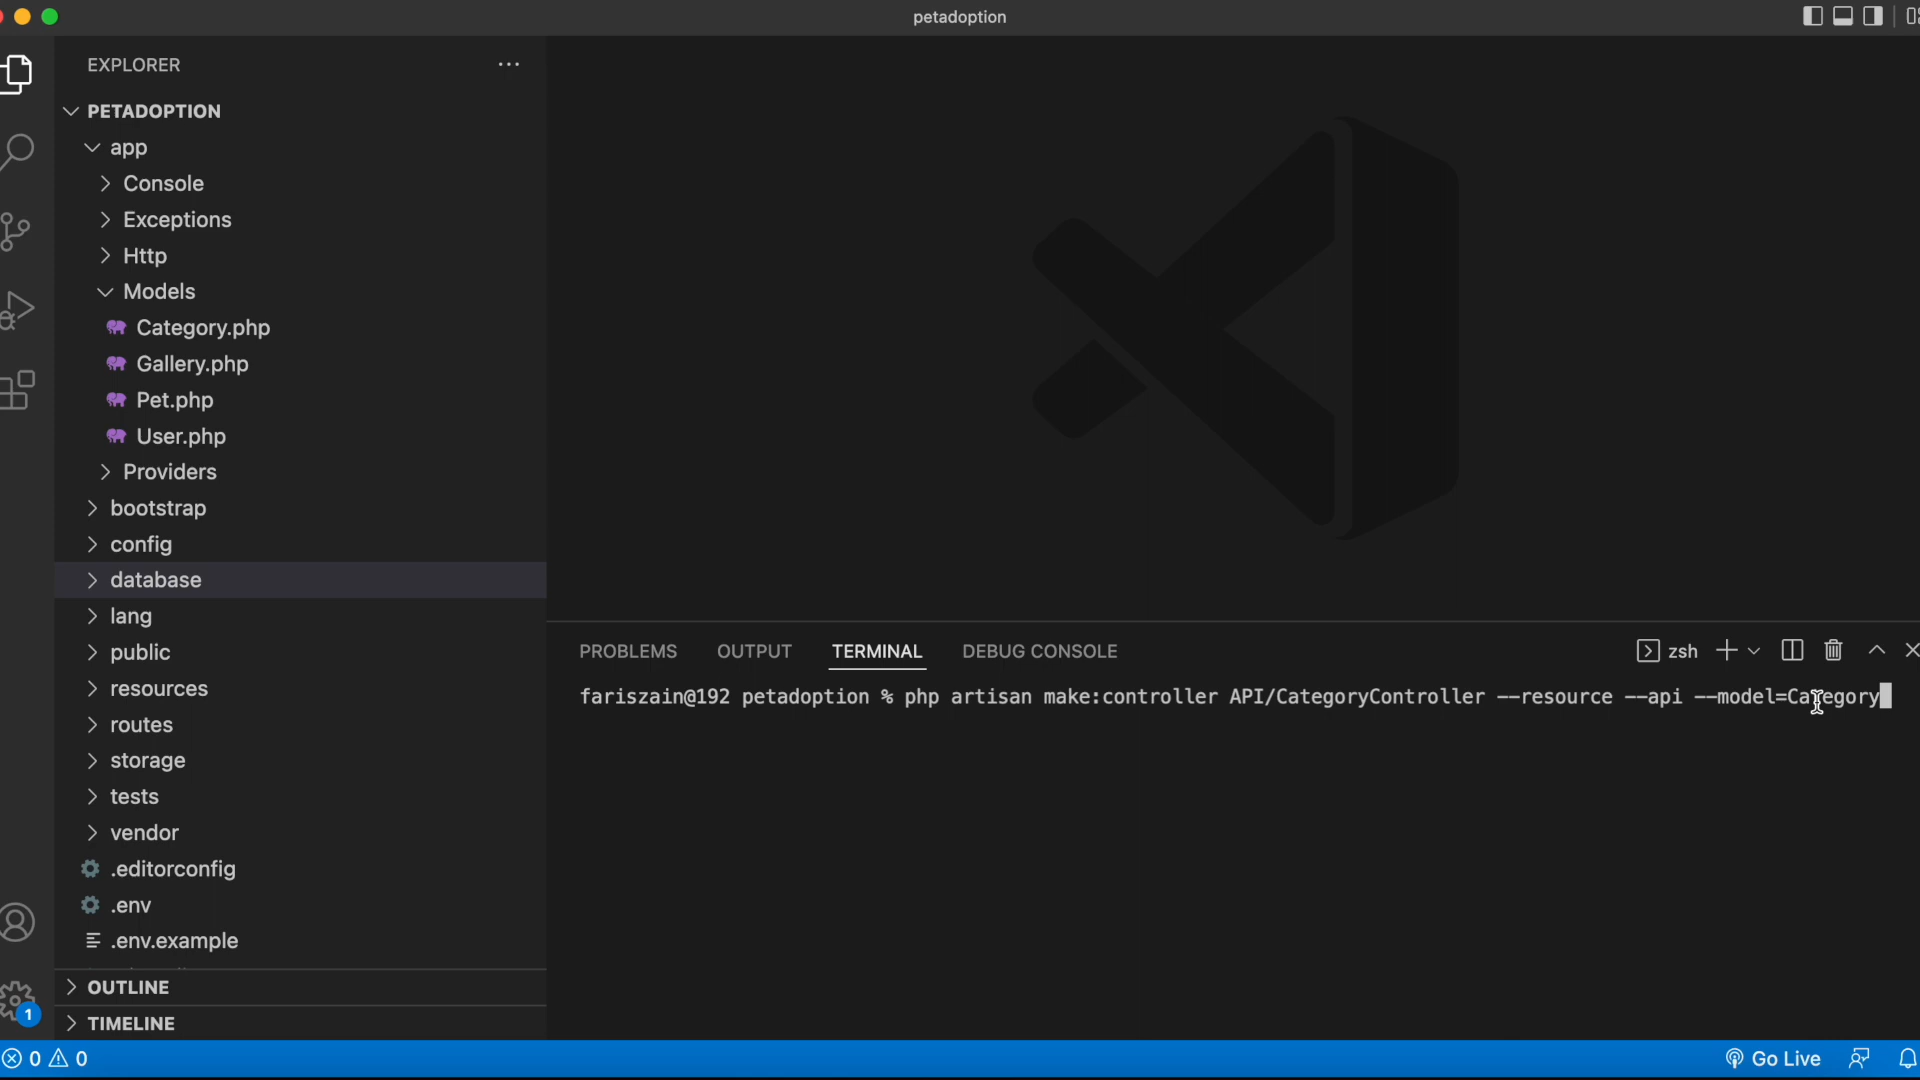 petadoption
EXPLORER
PETADOPTION
app
Console
Exceptions
Http
Models
Category.php
Gallery.php
Pet.php
User.php
Providers
bootstrap
config
database
lang
public
resources
routes
storage
tests
vendor
.editorconfig
.env
.env.example
OUTLINE
TIMELINE
PROBLEMS OUTPUT TERMINAL DEBUG CONSOLE zsh
fariszain@192 petadoption % php artisan make:controller API/CategoryController --resource --api --model=Category
1
0 0 Go Live